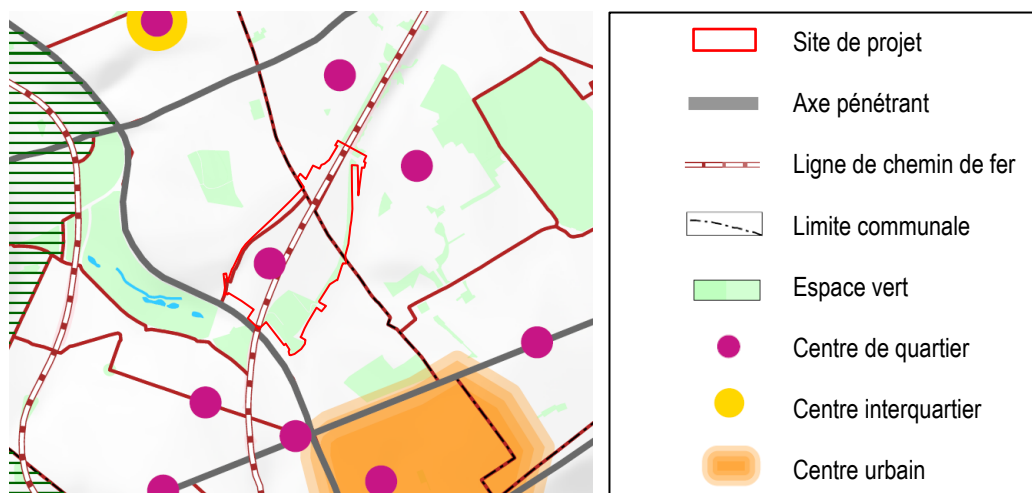 Site de projet
Axe pénétrant
Ligne de chemin de fer
Limite communale
Espace vert
Centre de quartier
Centre interquartier
Centre urbain